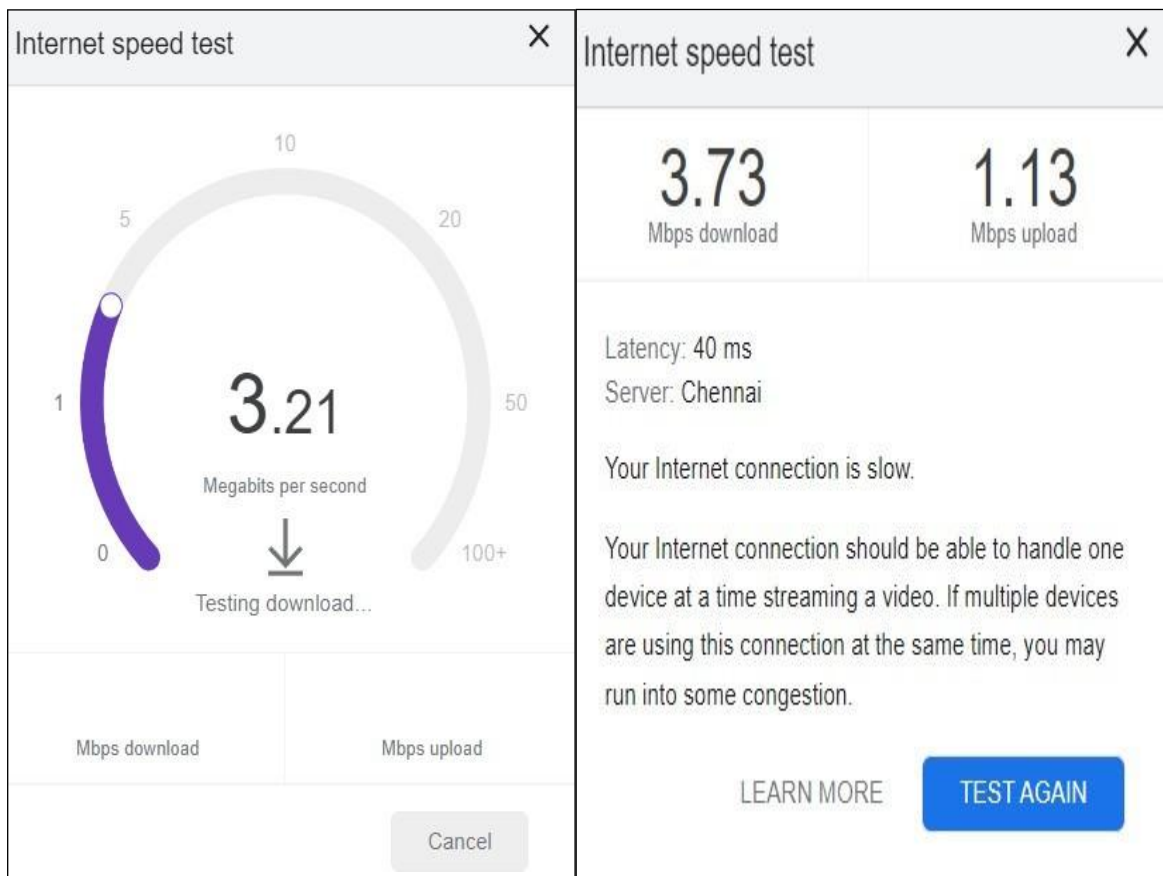 Internet speed test
10
5
20
1
3.21
50
Megabits per second
0
100+
Testing download...
Mbps download
Mbps upload
Cancel
Internet speed test
3.73
1.13
Mbps download
Mbps upload
Latency: 40 ms
Server: Chennai
Your Internet connection is slow.
Your Internet connection should be able to handle one
device at a time streaming a video. If multiple devices
are using this connection at the same time, you may
run into some congestion.
LEARN MORE
TEST AGAIN